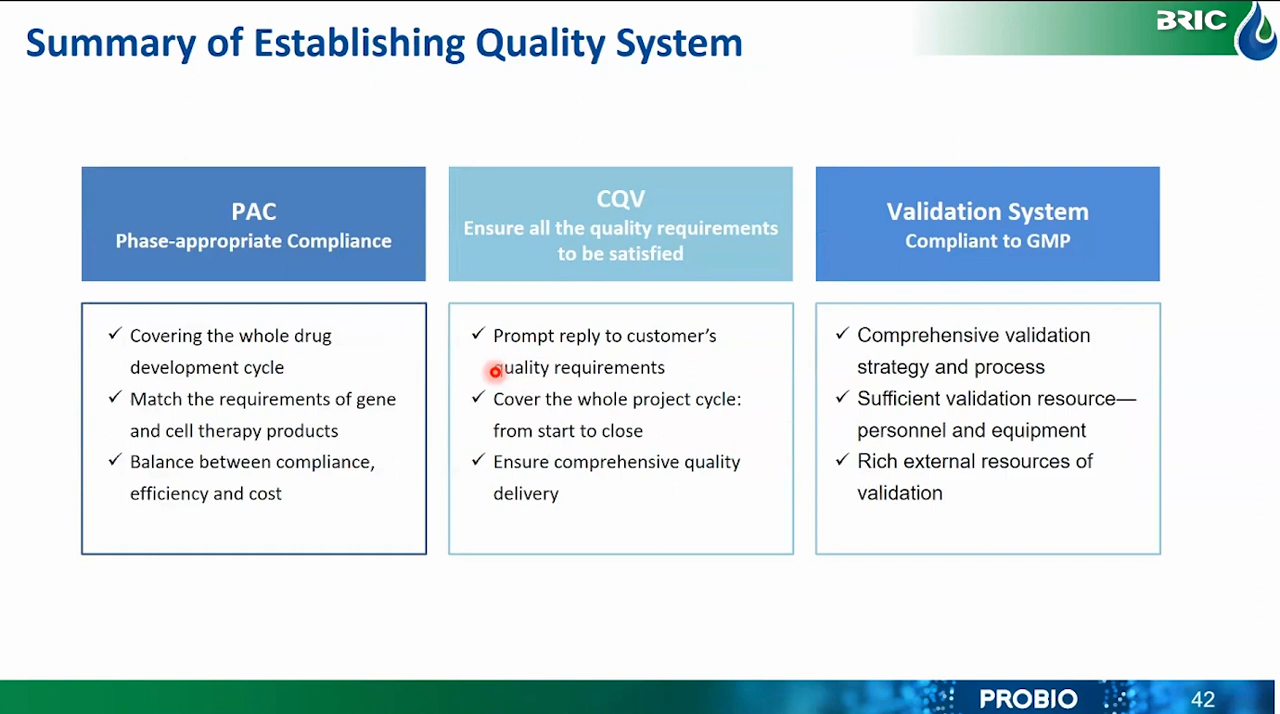 Summary of Establishing Quality System
BRIC
PAC
Phase-appropriate Compliance
CQV
Ensure all the quality requirements
to be satisfied
Validation System
Compliant to GMP
✓ Covering the whole drug
development cycle
✓ Match the requirements of gene
and cell therapy products
✓ Balance between compliance,
efficiency and cost
✓ Prompt reply to customer’s
quality requirements
✓ Cover the whole project cycle:
from start to close
✓ Ensure comprehensive quality
delivery
✓ Comprehensive validation
strategy and process
✓ Sufficient validation resource—
personnel and equipment
✓ Rich external resources of
validation
PROBIO
42